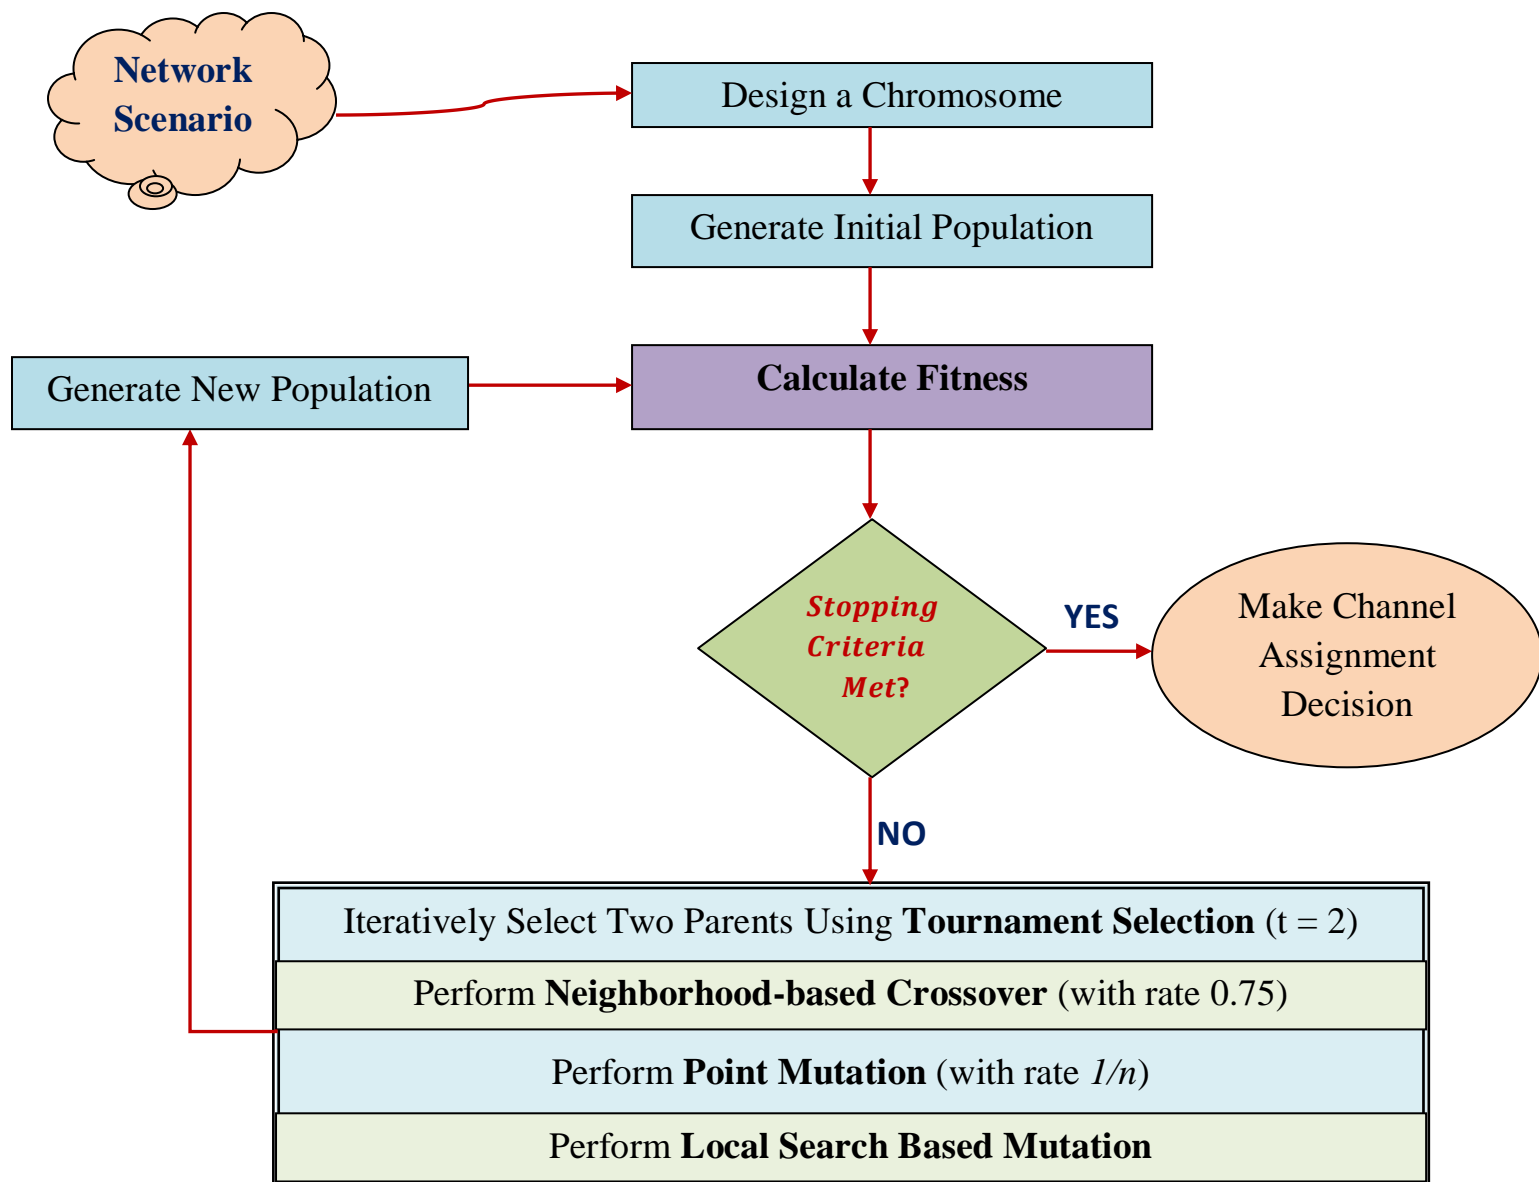 Network
Scenario
Design a Chromosome
Generate Initial Population
Generate New Population
Calculate Fitness
Stopping
Criteria
Met?
YES
Make Channel
Assignment
Decision
NO
Iteratively Select Two Parents Using Tournament Selection (t = 2)
Perform Neighborhood-based Crossover (with rate 0.75)
Perform Point Mutation (with rate 1/n)
Perform Local Search Based Mutation